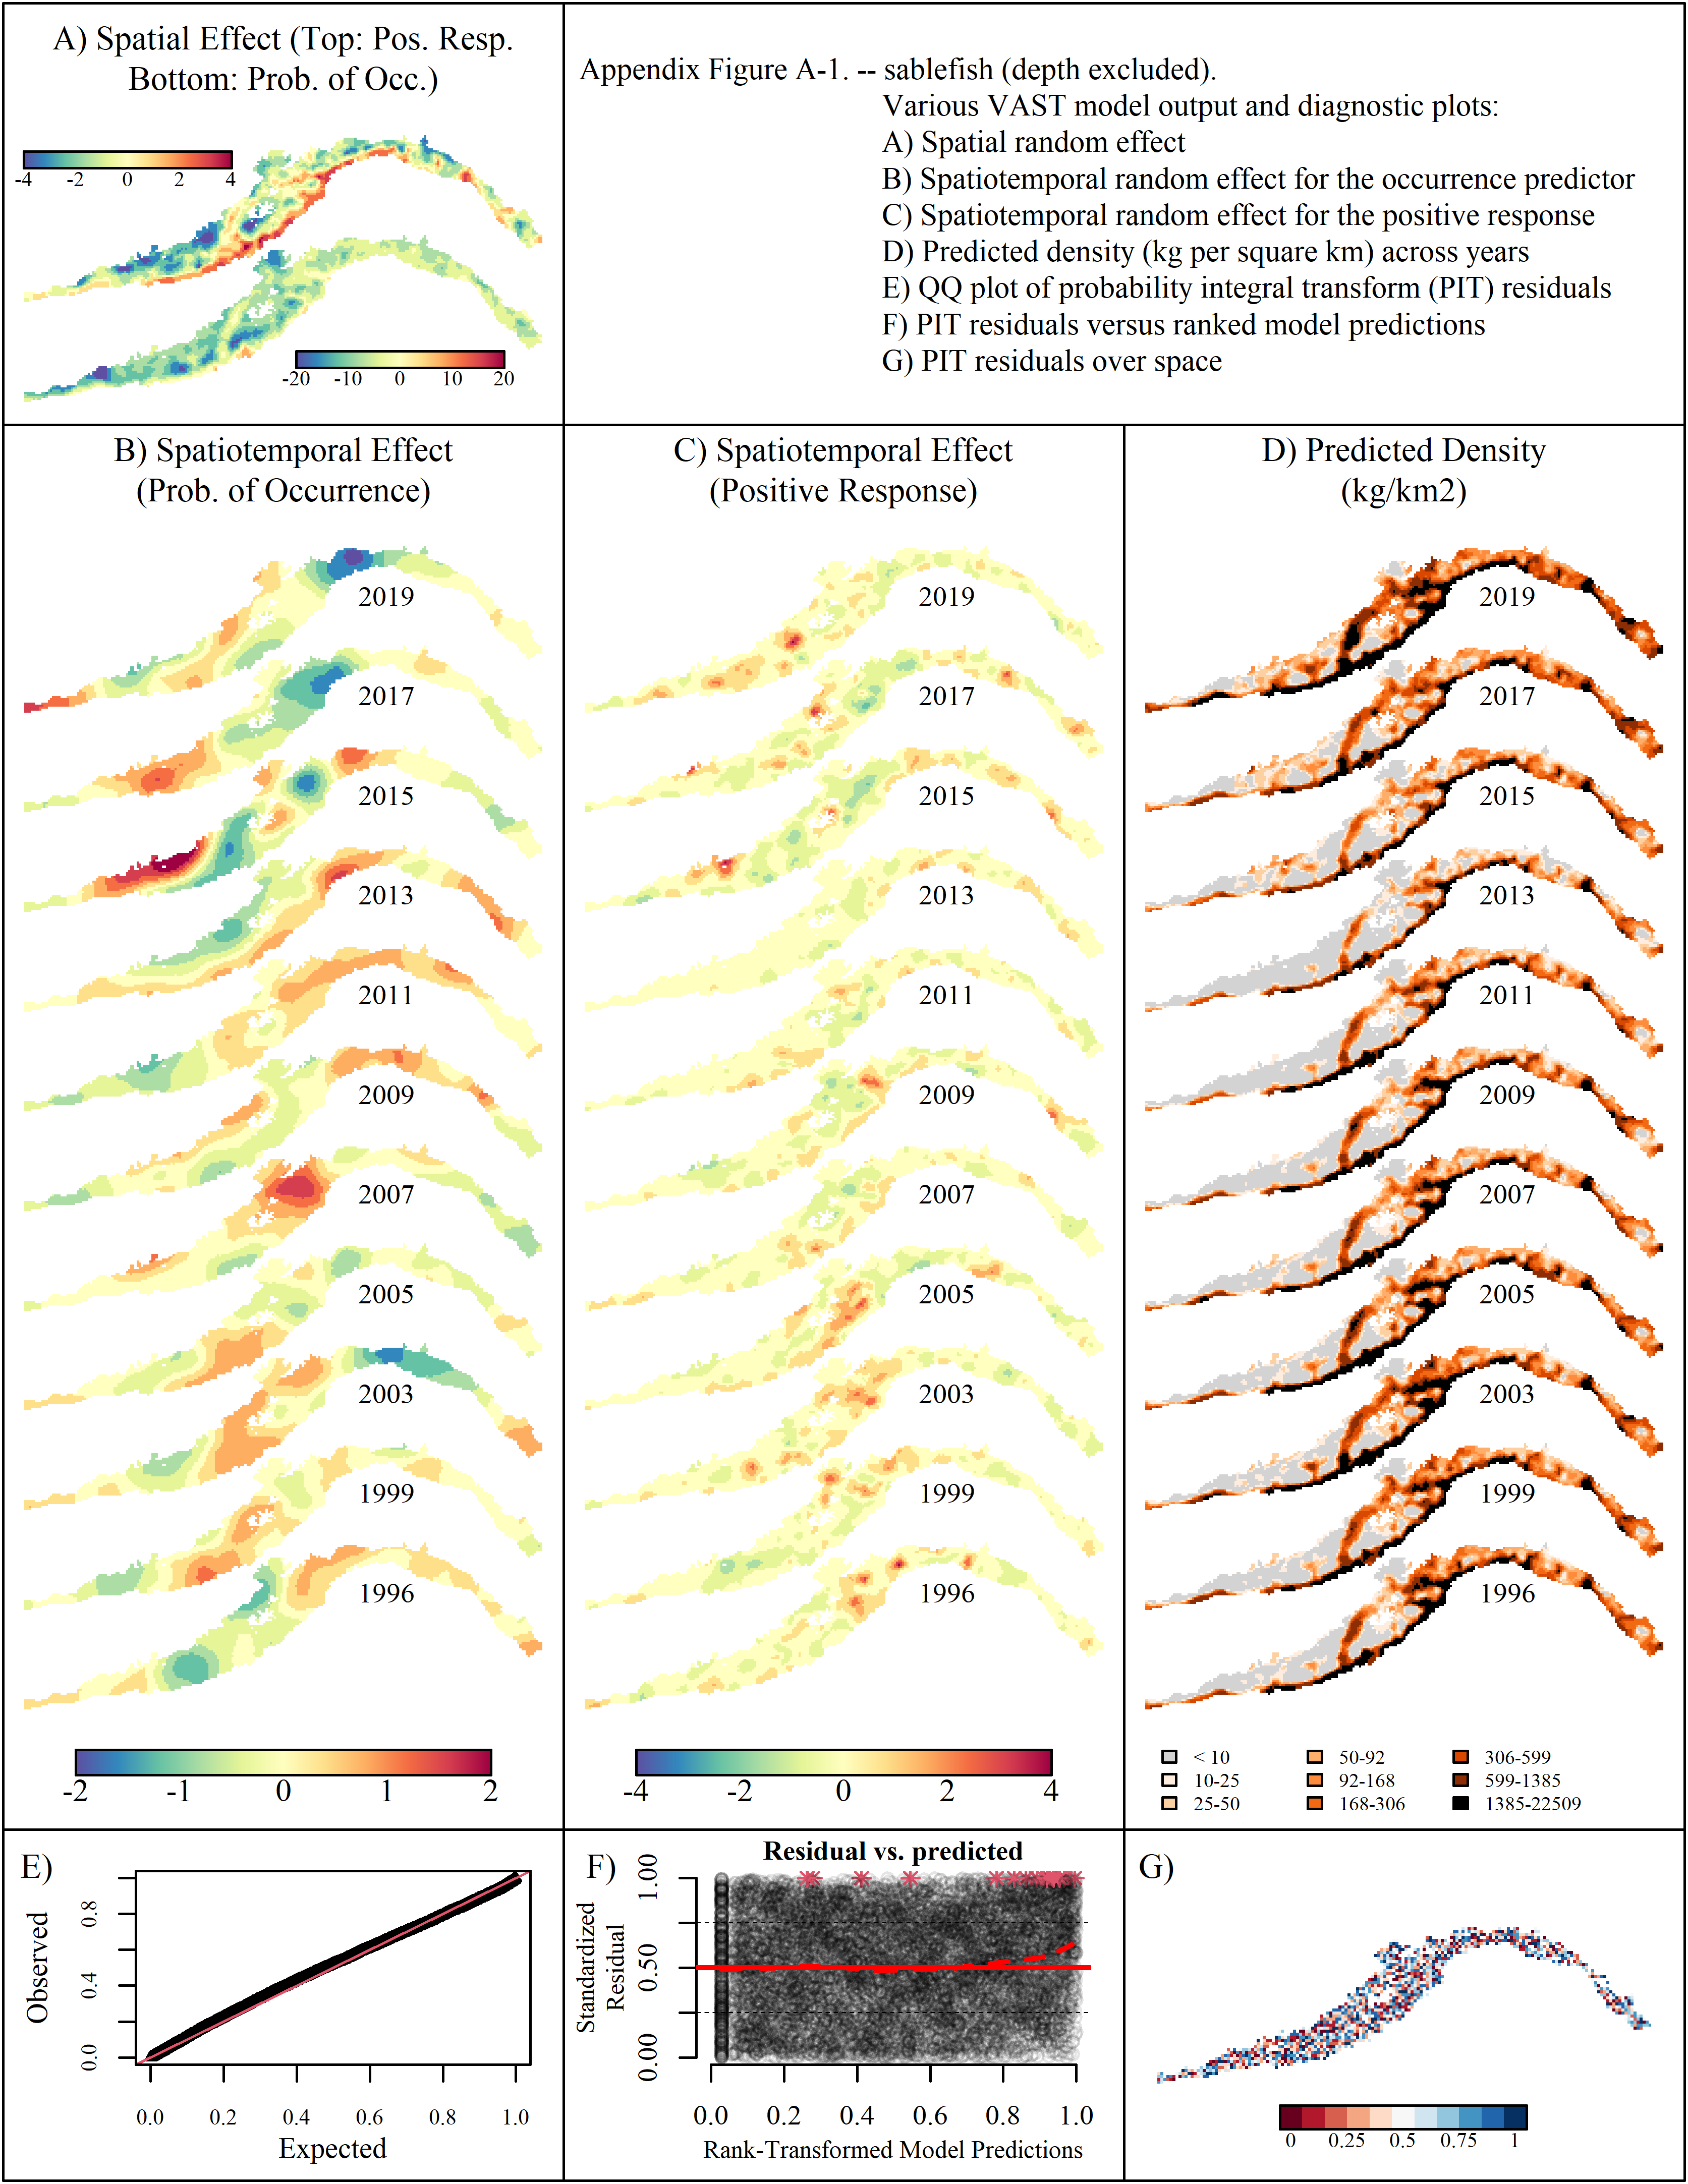 A) Spatial Effect (Top: Pos. Resp.
Bottom: Prob. of Occ.)
-4 -2 0 2 4
-20 -10 0 10 20
Appendix Figure A-1. -- sablefish (depth excluded).
Various VAST model output and diagnostic plots:
A) Spatial random effect
B) Spatiotemporal random effect for the occurrence predictor
C) Spatiotemporal random effect for the positive response
D) Predicted density (kg per square km) across years
E) QQ plot of probability integral transform (PIT) residuals
F) PIT residuals versus ranked model predictions
G) PIT residuals over space
B) Spatiotemporal Effect
(Prob. of Occurrence)
2019
2017
2015
2013
2011
2009
2007
2005
2003
1999
1996
-2 -1 0 1 2
C) Spatiotemporal Effect
(Positive Response)
2019
2017
2015
2013
2011
2009
2007
2005
2003
1999
1996
-4 -2 0 2 4
D) Predicted Density
(kg/km2)
2019
2017
2015
2013
2011
2009
2007
2005
2003
1999
1996
< 10 50-92 306-599
10-25 92-168 599-1385
25-50 168-306 1385-22509
E)
Observed
0.8
0.4
0.0
0.0 0.2 0.4 0.6 0.8 1.0
Expected
F)
Residual vs. predicted
Standardized
Residual
1.00
0.50
0.00
0.0 0.2 0.4 0.6 0.8 1.0
Rank-Transformed Model Predictions
G)
0 0.25 0.5 0.75 1